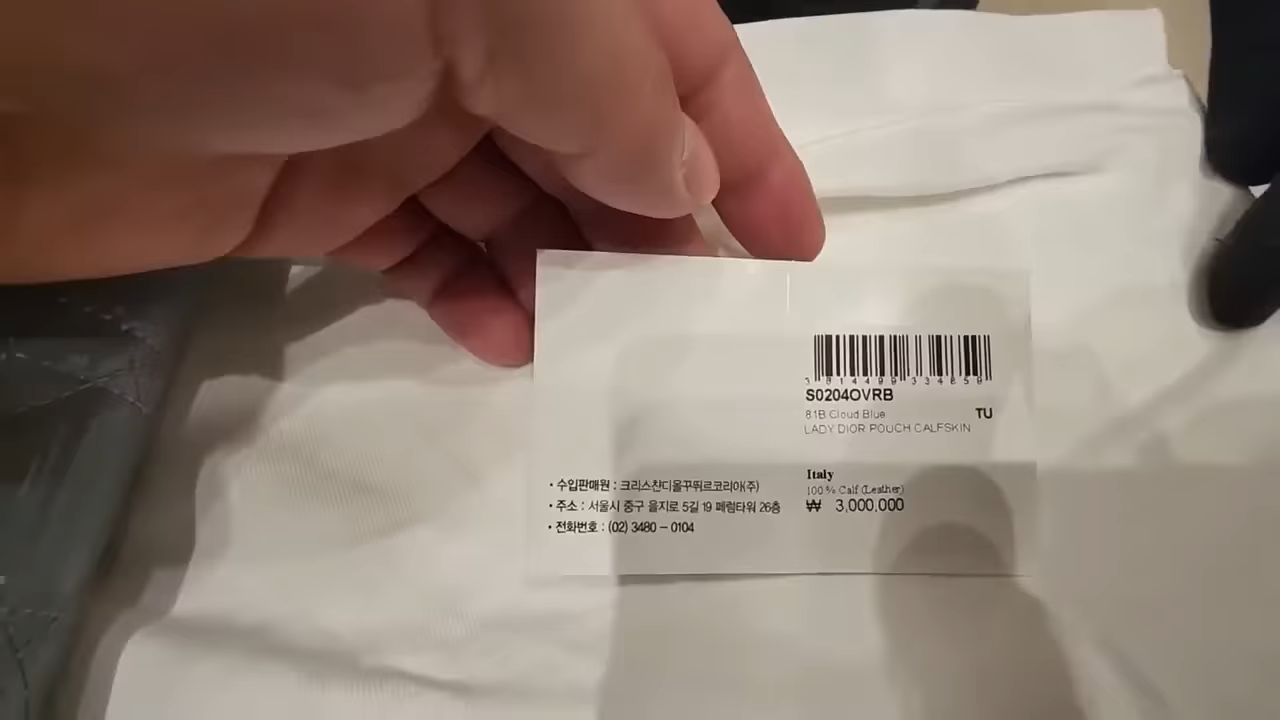 3 614499 334859
S0204OVRB
81B Cloud Blue TU
LADY DIOR POUCH CALFSKIN
Italy
100 % Calf (Leather)
₩ 3,000,000
• 수입판매원 : 크리스챤디올꾸뛰르코리아(주)
• 주소 : 서울시 중구 을지로 5길 19 페럼타워 26층
• 전화번호 : (02) 3480 – 0104